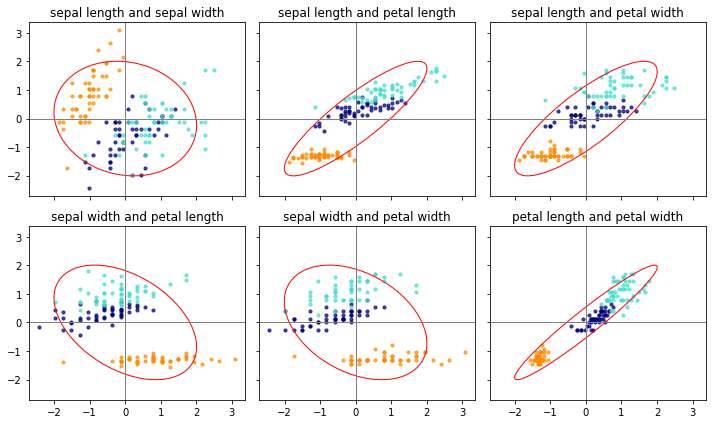 sepal length and sepal width
sepal length and petal length
sepal length and petal width
3
2
1
0
−1
−2
sepal width and petal length
sepal width and petal width
petal length and petal width
3
2
1
0
−1
−2
−2 −1 0 1 2 3
−2 −1 0 1 2 3
−2 −1 0 1 2 3